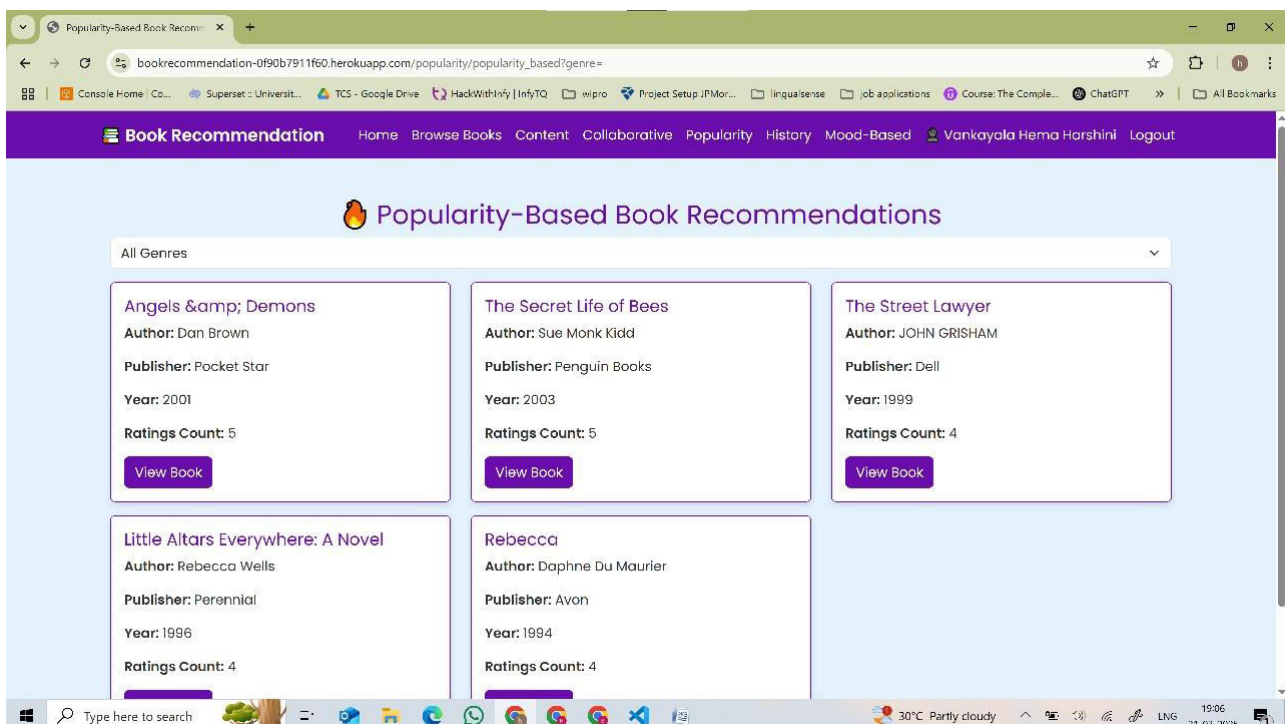 Popularity-Based Book Recomm
bookrecommendation-0f90b7911f60.herokuapp.com/popularity/popularity_based?genre=
Console Home | Co... Superset :: Universit... TCS - Google Drive HackWithInfy | InfyTQ wipro Project Setup JPMor... lingualsense job applications Course: The Comple... ChatGPT » All Bookmarks
Book Recommendation Home Browse Books Content Collaborative Popularity History Mood-Based Vankayala Hema Harshini Logout
Popularity-Based Book Recommendations
All Genres
Angels &amp;amp; Demons
Author: Dan Brown
Publisher: Pocket Star
Year: 2001
Ratings Count: 5
View Book
The Secret Life of Bees
Author: Sue Monk Kidd
Publisher: Penguin Books
Year: 2003
Ratings Count: 5
View Book
The Street Lawyer
Author: JOHN GRISHAM
Publisher: Dell
Year: 1999
Ratings Count: 4
View Book
Little Altars Everywhere: A Novel
Author: Rebecca Wells
Publisher: Perennial
Year: 1996
Ratings Count: 4
Rebecca
Author: Daphne Du Maurier
Publisher: Avon
Year: 1994
Ratings Count: 4
Type here to search 30°C Partly cloudy ENG 19:06